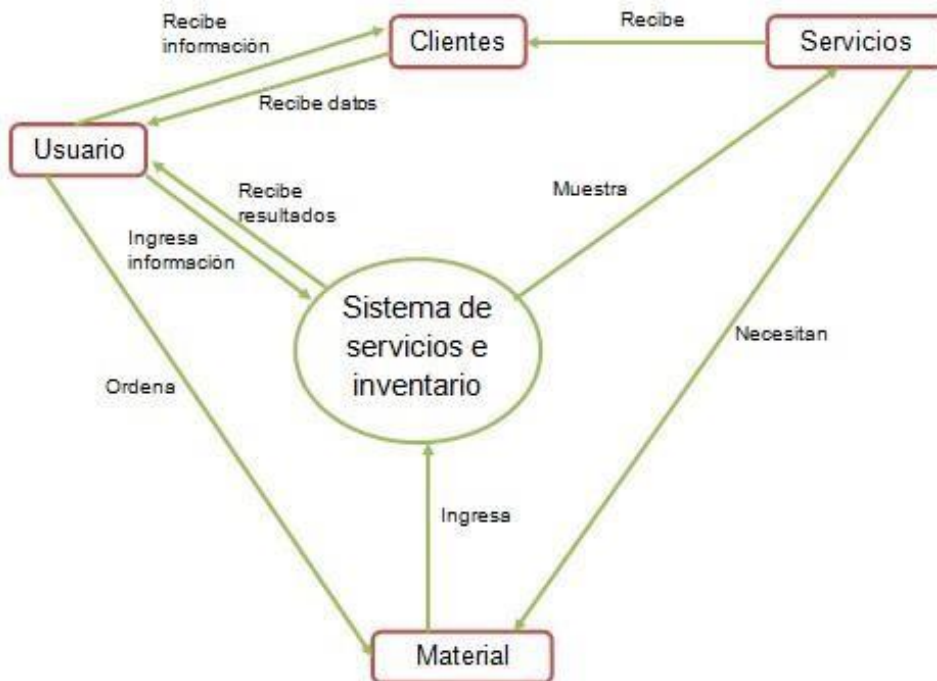 Recibe
información
Clientes
Recibe
Servicios
Recibe datos
Usuario
Recibe
resultados
Muestra
Ingresa
información
Sistema de
servicios e
inventario
Necesitan
Ordena
Ingresa
Material